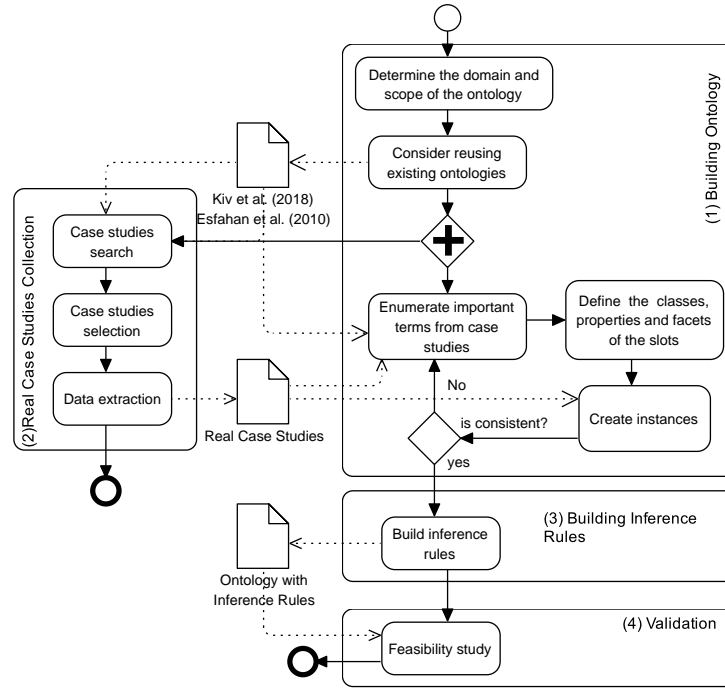 Determine the domain and
scope of the ontology
(1) Building Ontology
Consider reusing
existing ontologies
Kiv et al. (2018)
Esfahan et al. (2010)
(2)Real Case Studies Collection
Case studies
search
Case studies
selection
Data extraction
Enumerate important
terms from case
studies
Define the classes,
properties and facets
of the slots
No
Create instances
is consistent?
yes
Real Case Studies
(3) Building Inference
Rules
Build inference
rules
Ontology with
Inference Rules
(4) Validation
Feasibility study